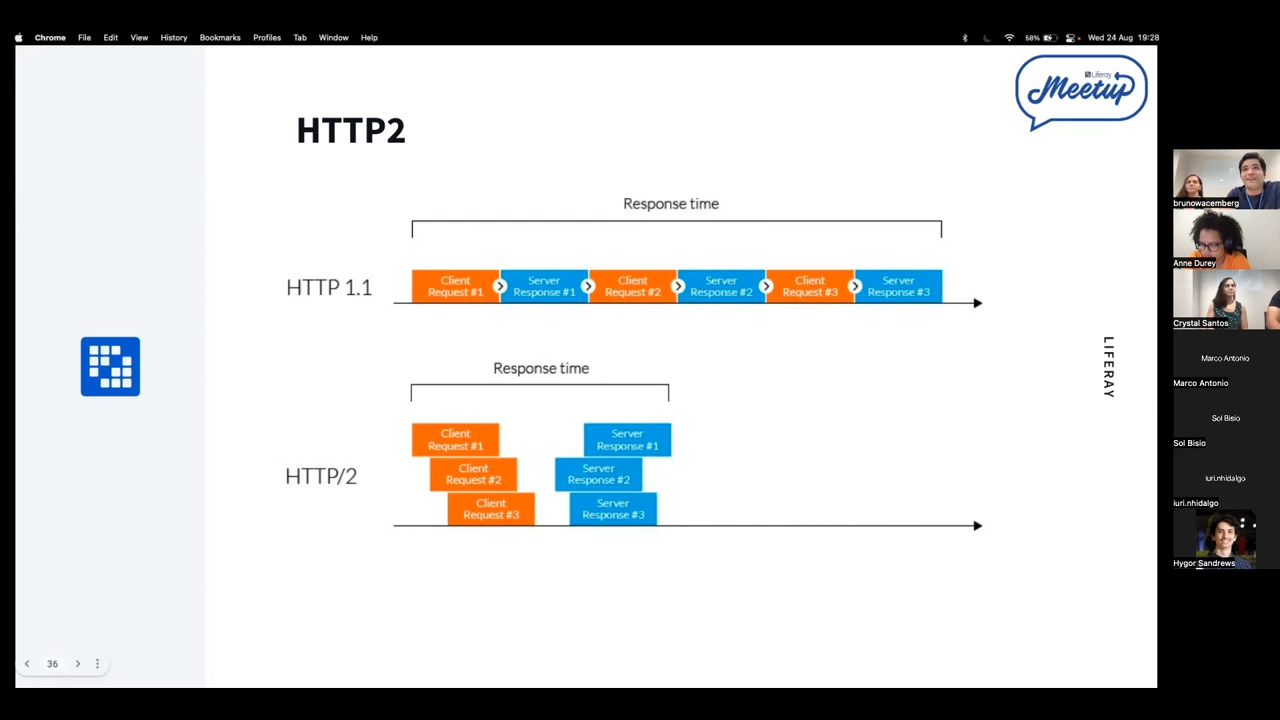 Chrome File Edit View History Bookmarks Profiles Tab Window Help
58% Wed 24 Aug 19:28
Liferay
Meetup
HTTP2
Response time
HTTP 1.1
Client Request #1
Server Response #1
Client Request #2
Server Response #2
Client Request #3
Server Response #3
Response time
HTTP/2
Client Request #1
Server Response #1
Client Request #2
Server Response #2
Client Request #3
Server Response #3
LIFERAY
36
brunowacemberg
Anne Durey
Crystal Santos
Marco Antonio
Marco Antonio
Sol Bisio
Sol Bisio
iuri.nhidalgo
iuri.nhidalgo
Hygor Sandrews